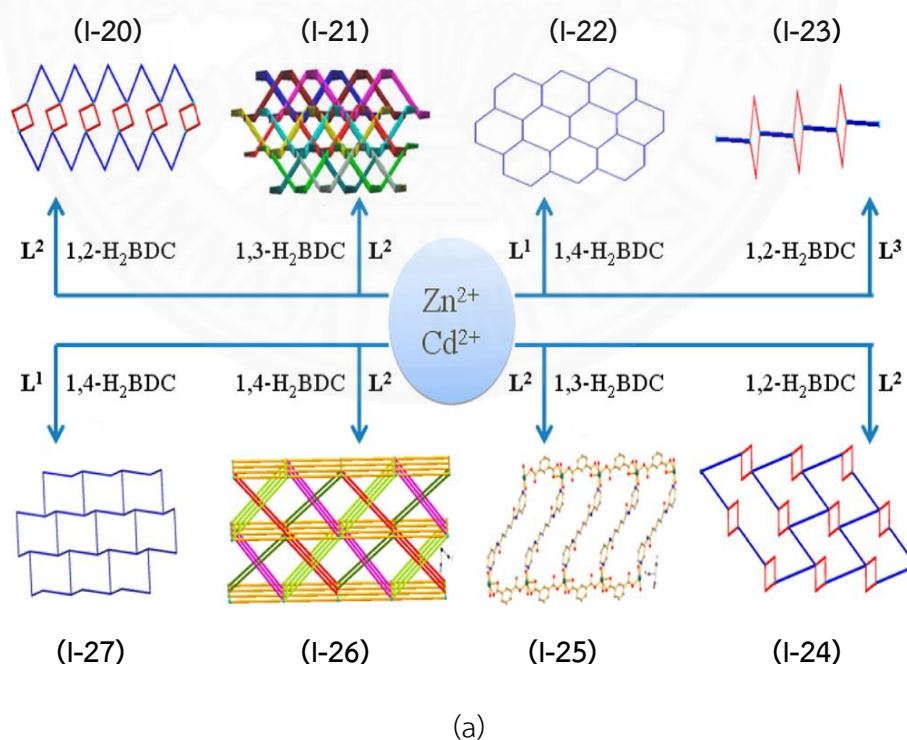 (I-20) (I-21) (I-22) (I-23)
L² 1,2-H₂BDC 1,3-H₂BDC L² L¹ 1,4-H₂BDC 1,2-H₂BDC L³
Zn²⁺
Cd²⁺
L¹ 1,4-H₂BDC 1,4-H₂BDC L² L² 1,3-H₂BDC 1,2-H₂BDC L²
(I-27) (I-26) (I-25) (I-24)
(a)